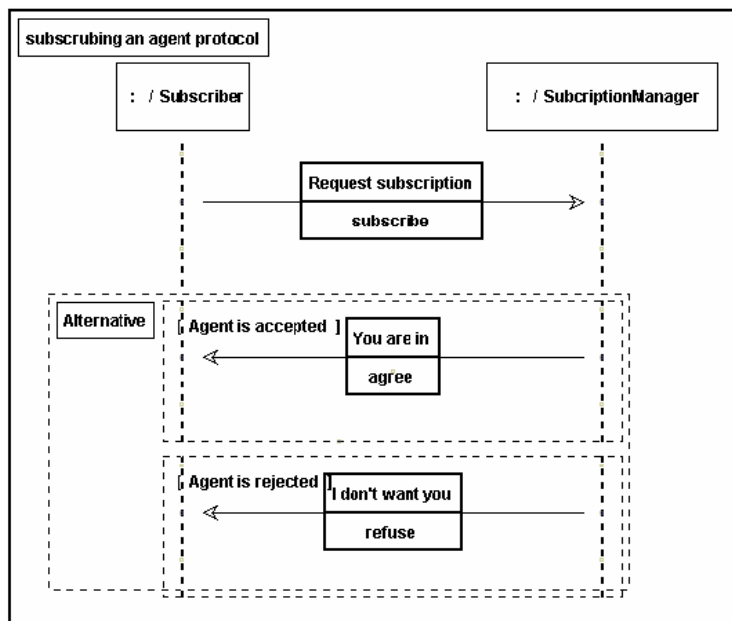 subscrubing an agent protocol
: / Subscriber
: / SubcriptionManager
Request subscription
subscribe
Alternative
[ Agent is accepted ]
You are in
agree
[ Agent is rejected ]
I don't want you
refuse